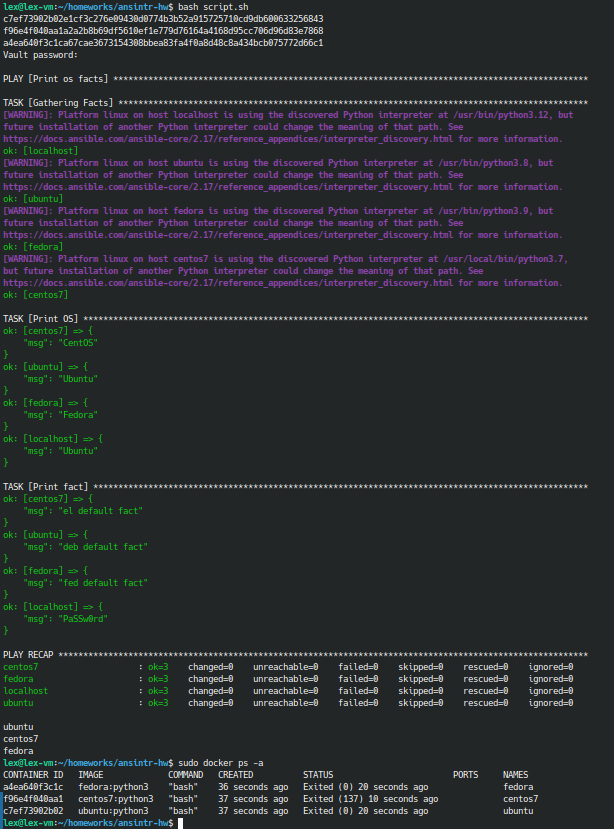 lex@lex-vm:~/homeworks/ansintr-hw$ bash script.sh
c7ef73902b02e1cf3c276e09430d0774b3b52a915725710cd9db600633256843
f96e4f040aa1a2a2b8b69df5610ef1e779d76164a4168d95cc706d96d83e7868
a4ea640f3c1ca67cae3673154308bbea83fa4f0a8d48c8a434bcb075772d66c1
Vault password:
PLAY [Print os facts] ***********************************************************************************************
TASK [Gathering Facts] **********************************************************************************************
[WARNING]: Platform linux on host localhost is using the discovered Python interpreter at /usr/bin/python3.12, but
future installation of another Python interpreter could change the meaning of that path. See
https://docs.ansible.com/ansible-core/2.17/reference_appendices/interpreter_discovery.html for more information.
ok: [localhost]
[WARNING]: Platform linux on host ubuntu is using the discovered Python interpreter at /usr/bin/python3.8, but
future installation of another Python interpreter could change the meaning of that path. See
https://docs.ansible.com/ansible-core/2.17/reference_appendices/interpreter_discovery.html for more information.
ok: [ubuntu]
[WARNING]: Platform linux on host fedora is using the discovered Python interpreter at /usr/bin/python3.9, but
future installation of another Python interpreter could change the meaning of that path. See
https://docs.ansible.com/ansible-core/2.17/reference_appendices/interpreter_discovery.html for more information.
ok: [fedora]
[WARNING]: Platform linux on host centos7 is using the discovered Python interpreter at /usr/local/bin/python3.7,
but future installation of another Python interpreter could change the meaning of that path. See
https://docs.ansible.com/ansible-core/2.17/reference_appendices/interpreter_discovery.html for more information.
ok: [centos7]
TASK [Print OS] *****************************************************************************************************
ok: [centos7] => {
    "msg": "CentOS"
}
ok: [ubuntu] => {
    "msg": "Ubuntu"
}
ok: [fedora] => {
    "msg": "Fedora"
}
ok: [localhost] => {
    "msg": "Ubuntu"
}
TASK [Print fact] ***************************************************************************************************
ok: [centos7] => {
    "msg": "el default fact"
}
ok: [ubuntu] => {
    "msg": "deb default fact"
}
ok: [fedora] => {
    "msg": "fed default fact"
}
ok: [localhost] => {
    "msg": "PaSSw0rd"
}
PLAY RECAP **********************************************************************************************************
centos7                    : ok=3    changed=0    unreachable=0    failed=0    skipped=0    rescued=0    ignored=0
fedora                     : ok=3    changed=0    unreachable=0    failed=0    skipped=0    rescued=0    ignored=0
localhost                  : ok=3    changed=0    unreachable=0    failed=0    skipped=0    rescued=0    ignored=0
ubuntu                     : ok=3    changed=0    unreachable=0    failed=0    skipped=0    rescued=0    ignored=0
ubuntu
centos7
fedora
lex@lex-vm:~/homeworks/ansintr-hw$ sudo docker ps -a
CONTAINER ID   IMAGE             COMMAND   CREATED          STATUS                        PORTS     NAMES
a4ea640f3c1c   fedora:python3    "bash"    36 seconds ago   Exited (0) 20 seconds ago               fedora
f96e4f040aa1   centos7:python3   "bash"    37 seconds ago   Exited (137) 10 seconds ago             centos7
c7ef73902b02   ubuntu:python3    "bash"    37 seconds ago   Exited (0) 20 seconds ago               ubuntu
lex@lex-vm:~/homeworks/ansintr-hw$